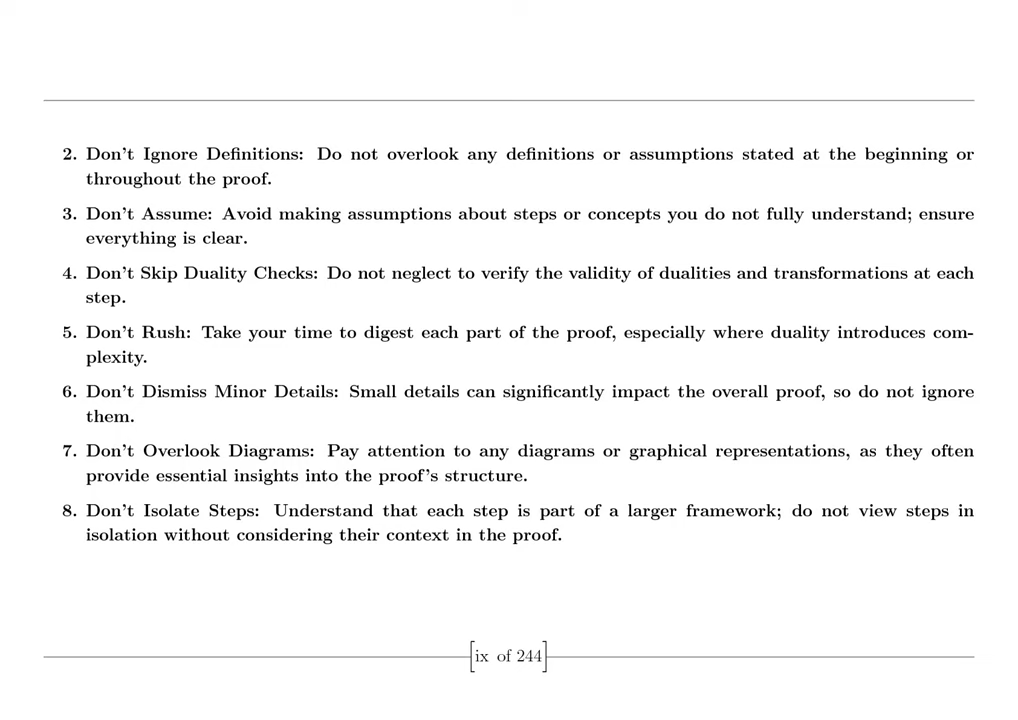 2. Don't Ignore Definitions: Do not overlook any definitions or assumptions stated at the beginning or
throughout the proof.
3. Don't Assume: Avoid making assumptions about steps or concepts you do not fully understand; ensure
everything is clear.
4. Don't Skip Duality Checks: Do not neglect to verify the validity of dualities and transformations at each
step.
5. Don't Rush: Take your time to digest each part of the proof, especially where duality introduces com-
plexity.
6. Don't Dismiss Minor Details: Small details can significantly impact the overall proof, so do not ignore
them.
7. Don't Overlook Diagrams: Pay attention to any diagrams or graphical representations, as they often
provide essential insights into the proof's structure.
8. Don't Isolate Steps: Understand that each step is part of a larger framework; do not view steps in
isolation without considering their context in the proof.
[ix of 244]